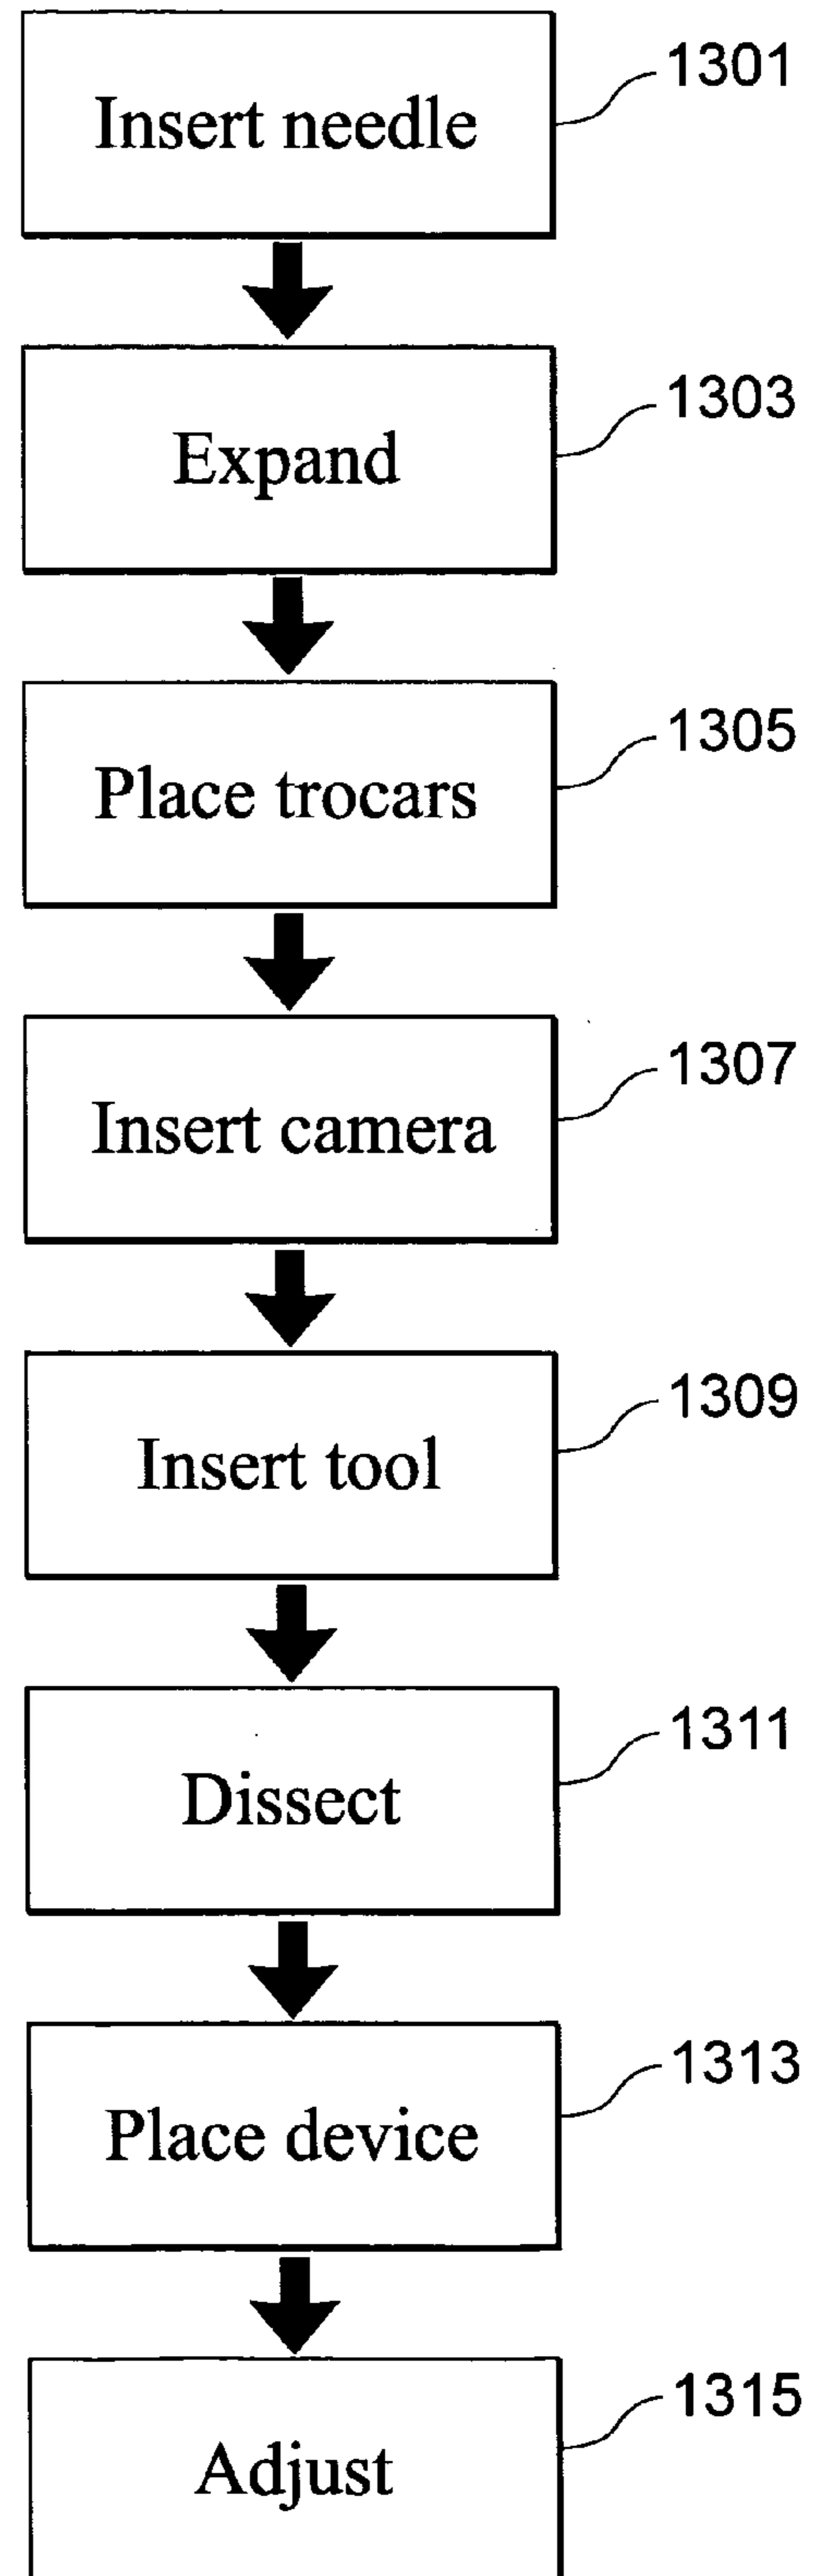 Insert needle
1301
Expand
1303
Place trocars
1305
Insert camera
1307
Insert tool
1309
Dissect
1311
Place device
1313
Adjust
1315